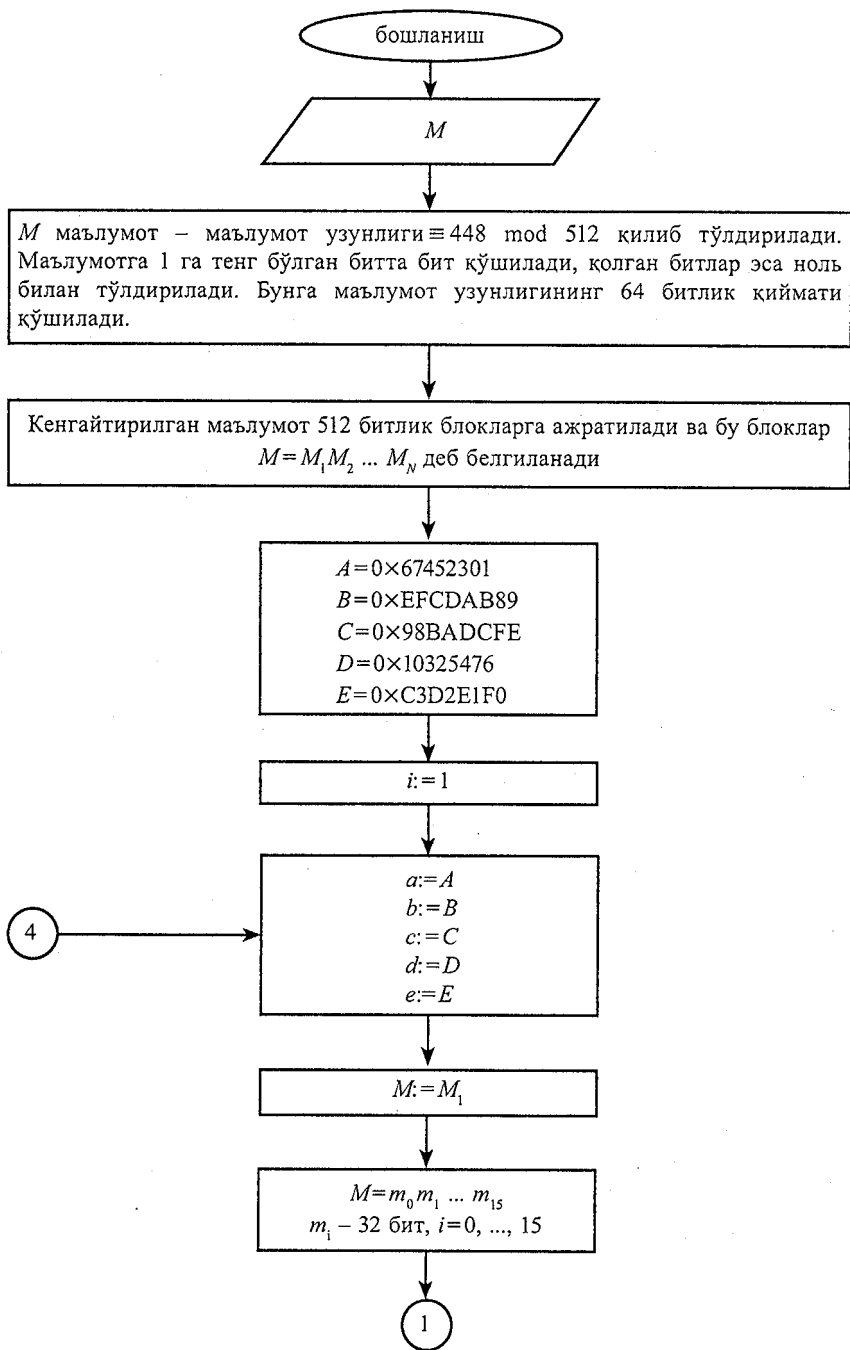 бошланиш
M
M маълумот – маълумот узунлиги ≡ 448 mod 512 қилиб тўлдирилади.
Маълумотга 1 га тенг бўлган битта бит қўшилади, қолган битлар эса ноль
билан тўлдирилади. Бунга маълумот узунлигининг 64 битлик қиймати
қўшилади.
Кенгайтирилган маълумот 512 битлик блокларга ажратилади ва бу блоклар
M=M₁M₂ ... M_N деб белгиланади
A=0×67452301
B=0×EFCDAB89
C=0×98BADCFE
D=0×10325476
E=0×C3D2E1F0
i:=1
a:=A
b:=B
c:=C
d:=D
e:=E
4
M:=M₁
M=m₀m₁ ... m₁₅
mᵢ – 32 бит, i=0, ..., 15
1